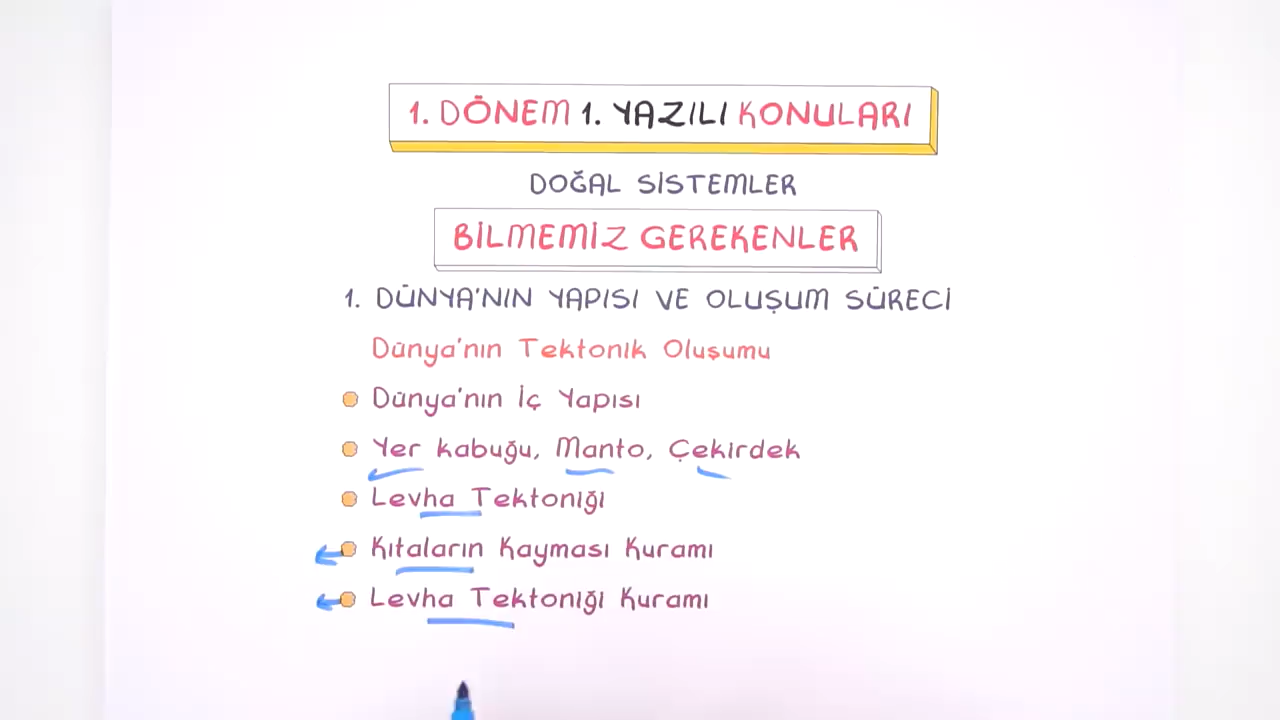 1. DÖNEM 1. YAZILI KONULARI
DOĞAL SİSTEMLER
BİLMEMİZ GEREKENLER
1. DÜNYA'NIN YAPISI VE OLUŞUM SÜRECİ
Dünya'nın Tektonik Oluşumu
Dünya'nın İç Yapısı
Yer kabuğu, Manto, Çekirdek
Levha Tektoniği
Kıtaların Kayması Kuramı
Levha Tektoniği Kuramı